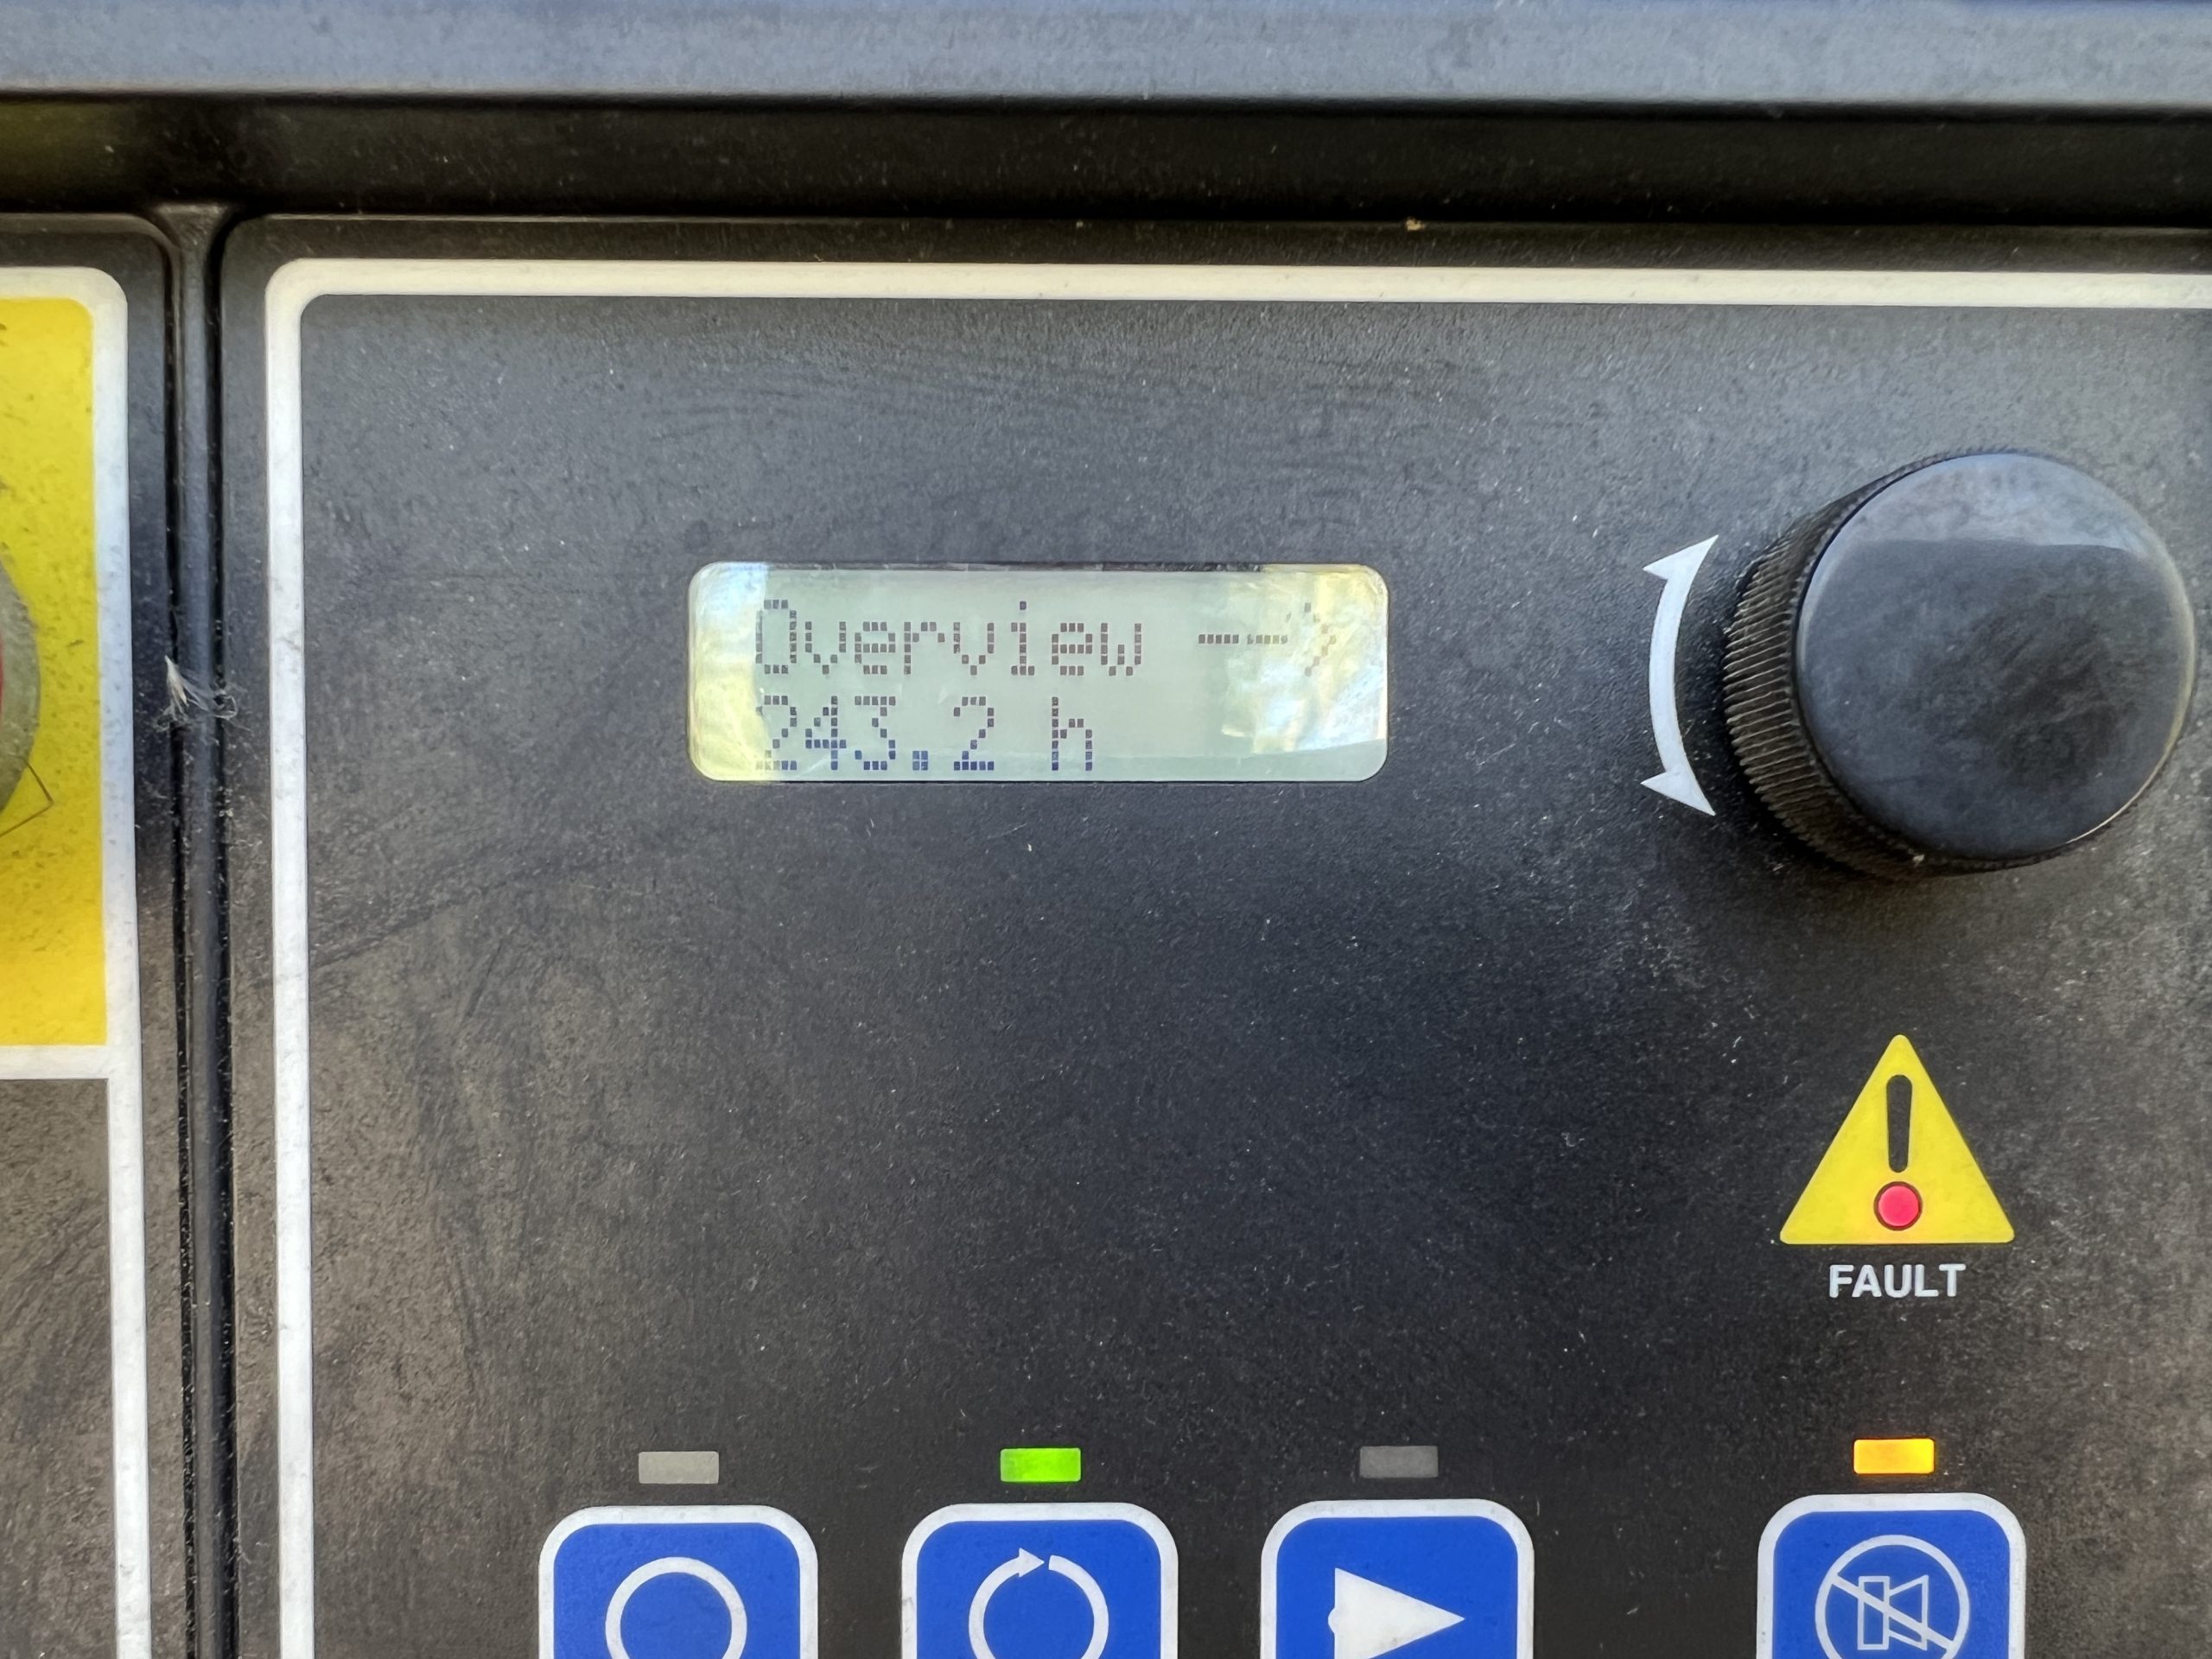 Overview -->
243.2 h
FAULT